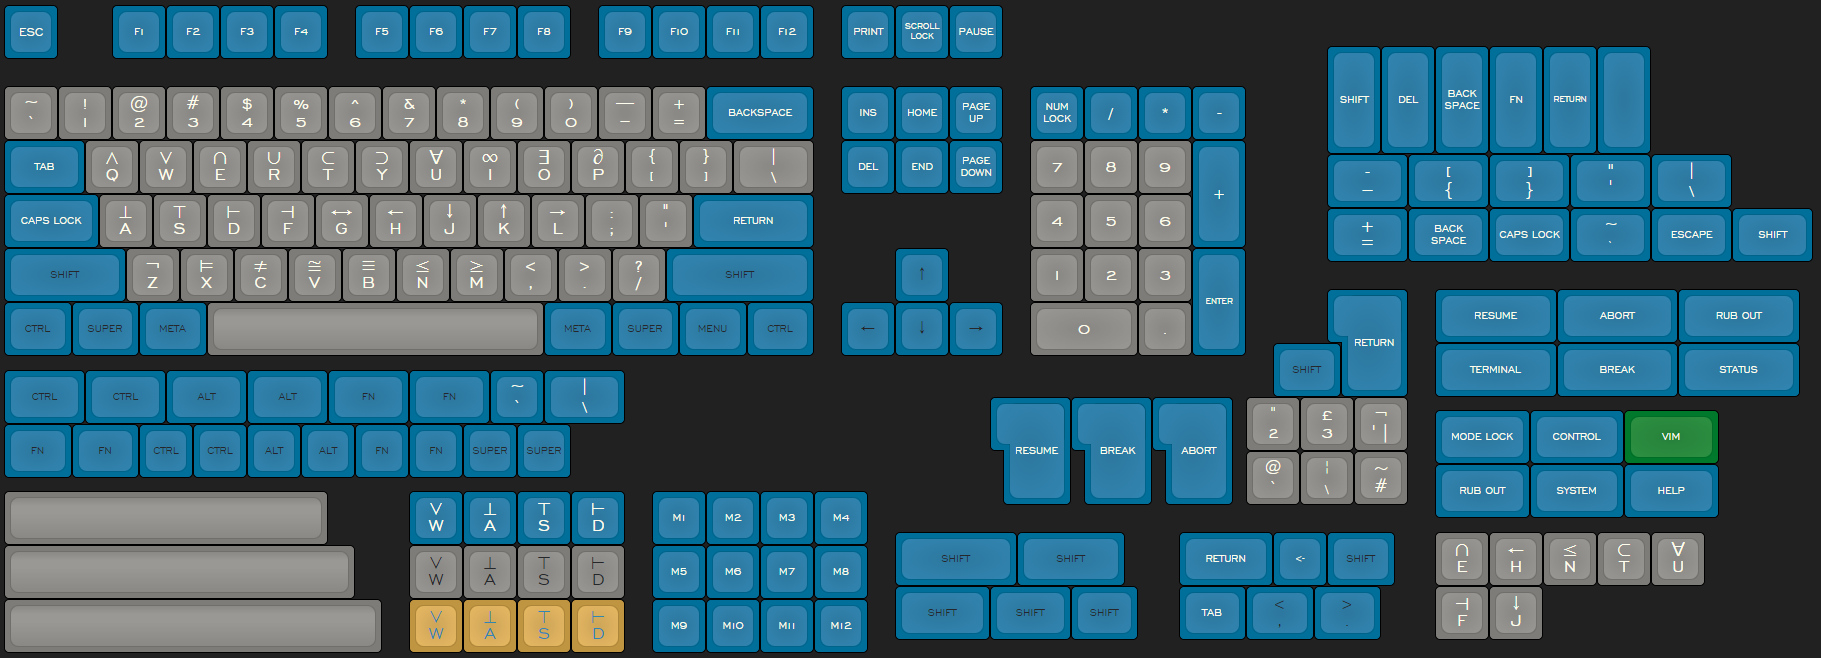 ESC F1 F2 F3 F4 F5 F6 F7 F8 F9 F10 F11 F12 PRINT SCROLL LOCK PAUSE
~ ` ! 1 @ 2 # 3 $ 4 % 5 ^ 6 & 7 * 8 ( 9 ) 0 — – + = BACKSPACE
TAB ∧ Q ∨ W ∩ E ∪ R ⊂ T ⊃ Y ∀ U ∞ I ∃ O ∂ P { [ } ] | \
CAPS LOCK ⊥ A ⊤ S ⊢ D ⊣ F ↔ G ← H ↓ J ↑ K → L : ; " ' RETURN
SHIFT ¬ Z ⊨ X ≠ C ≅ V ≡ B ≤ N ≥ M < , > . ? / SHIFT
CTRL SUPER META META SUPER MENU CTRL
INS HOME PAGE UP
DEL END PAGE DOWN
↑
← ↓ →
NUM LOCK / * -
7 8 9 +
4 5 6
1 2 3 ENTER
0 .
SHIFT DEL BACK SPACE FN RETURN
- – [ { ] } " ' | \
+ = BACK SPACE CAPS LOCK ~ ` ESCAPE SHIFT
RETURN
SHIFT
" 2 £ 3 ¬ ' |
@ ` ¦ \ ~ #
RESUME ABORT RUB OUT
TERMINAL BREAK STATUS
CTRL CTRL ALT ALT FN FN ~ ` | \
FN FN CTRL CTRL ALT ALT FN FN SUPER SUPER
RESUME BREAK ABORT
MODE LOCK CONTROL VIM
RUB OUT SYSTEM HELP
∨ W ⊥ A ⊤ S ⊢ D
∨ W ⊥ A ⊤ S ⊢ D
∨ W ⊥ A ⊤ S ⊢ D
M1 M2 M3 M4
M5 M6 M7 M8
M9 M10 M11 M12
SHIFT SHIFT
SHIFT SHIFT SHIFT
RETURN <- SHIFT
TAB < , > .
∩ E ← H ≤ N ⊂ T ∀ U
⊣ F ↓ J